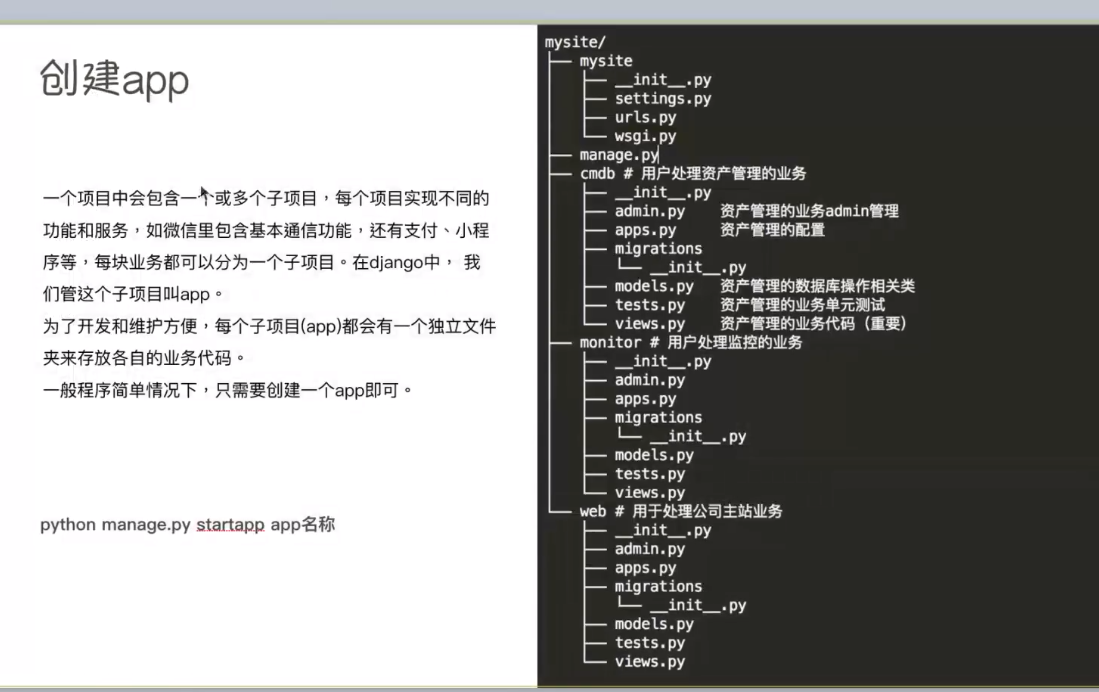 创建app
一个项目中会包含一个或多个子项目，每个项目实现不同的
功能和服务，如微信里包含基本通信功能，还有支付、小程
序等，每块业务都可以分为一个子项目。在django中， 我
们管这个子项目叫app。
为了开发和维护方便，每个子项目(app)都会有一个独立文件
夹来存放各自的业务代码。
一般程序简单情况下，只需要创建一个app即可。
python manage.py startapp app名称
mysite/
├── mysite
│   ├── __init__.py
│   ├── settings.py
│   ├── urls.py
│   └── wsgi.py
├── manage.py
├── cmdb # 用户处理资产管理的业务
│   ├── __init__.py
│   ├── admin.py    资产管理的业务admin管理
│   ├── apps.py     资产管理的配置
│   ├── migrations
│   │   └── __init__.py
│   ├── models.py   资产管理的数据库操作相关类
│   ├── tests.py    资产管理的业务单元测试
│   └── views.py    资产管理的业务代码（重要）
├── monitor # 用户处理监控的业务
│   ├── __init__.py
│   ├── admin.py
│   ├── apps.py
│   ├── migrations
│   │   └── __init__.py
│   ├── models.py
│   ├── tests.py
│   └── views.py
└── web # 用于处理公司主站业务
    ├── __init__.py
    ├── admin.py
    ├── apps.py
    ├── migrations
    │   └── __init__.py
    ├── models.py
    ├── tests.py
    └── views.py